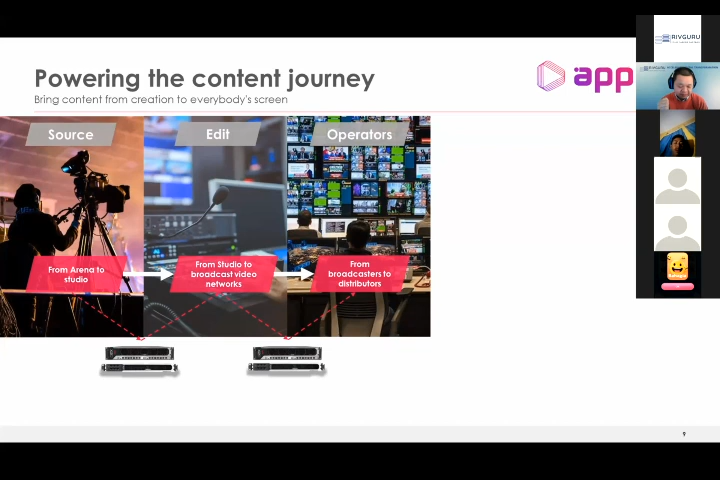 Powering the content journey
Bring content from creation to everybody's screen
app
RIVGURU
Source
Edit
Operators
From Arena to
studio
From Studio to
broadcast video
networks
From
broadcasters to
distributors
9